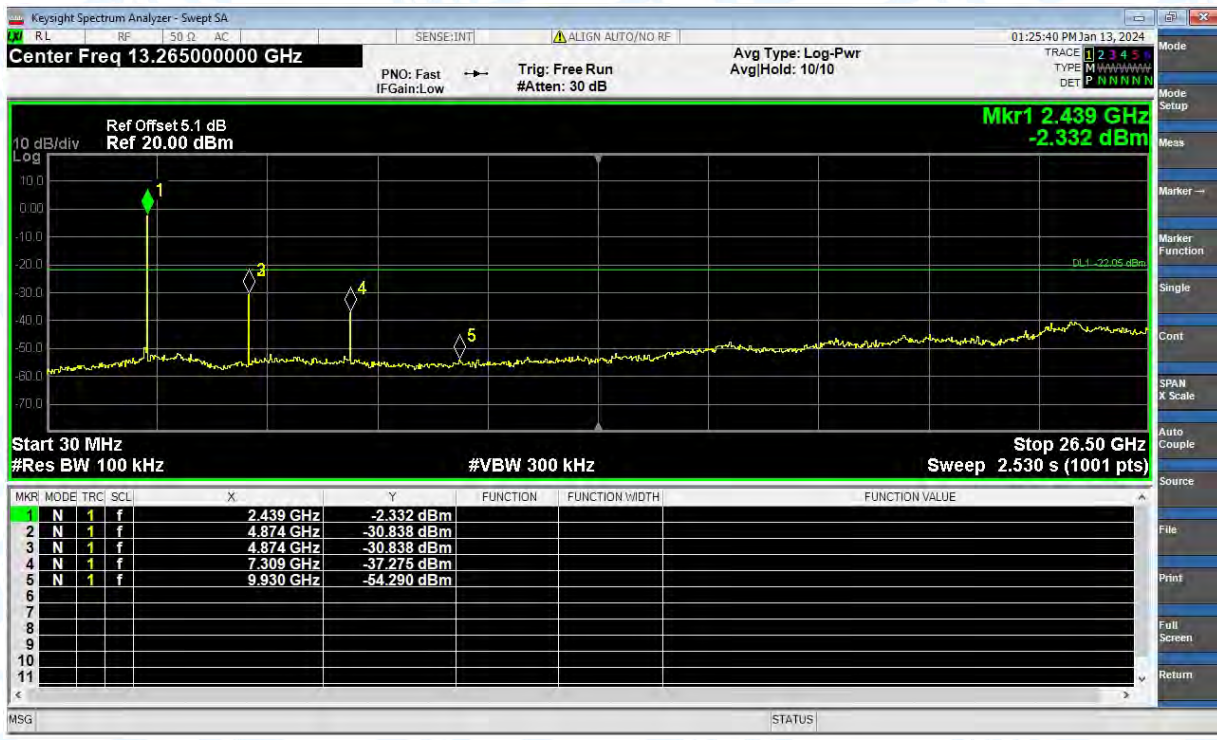 Keysight Spectrum Analyzer - Swept SA
LXI RL RF 50 Ω AC SENSE:INT ALIGN AUTO/NO RF 01:25:40 PM Jan 13, 2024
Center Freq 13.265000000 GHz
PNO: Fast
IFGain:Low
Trig: Free Run
#Atten: 30 dB
Avg Type: Log-Pwr
Avg|Hold: 10/10
TRACE 1 2 3 4 5 6
TYPE M WWWWW
DET P N N N N N
Ref Offset 5.1 dB
Ref 20.00 dBm
10 dB/div
Log
Mkr1 2.439 GHz
-2.332 dBm
10.0
0.00
-10.0
-20.0
-30.0
-40.0
-50.0
-60.0
-70.0
1
3
4
5
DL1 -22.05 dBm
Start 30 MHz
Stop 26.50 GHz
#Res BW 100 kHz
#VBW 300 kHz
Sweep 2.530 s (1001 pts)
MKR MODE TRC SCL X Y FUNCTION FUNCTION WIDTH FUNCTION VALUE
1 N 1 f 2.439 GHz -2.332 dBm
2 N 1 f 4.874 GHz -30.838 dBm
3 N 1 f 4.874 GHz -30.838 dBm
4 N 1 f 7.309 GHz -37.275 dBm
5 N 1 f 9.930 GHz -54.290 dBm
6
7
8
9
10
11
MSG
STATUS
Mode
Mode
Setup
Meas
Marker→
Marker
Function
Single
Cont
SPAN
X Scale
Auto
Couple
Source
File
Print
Full
Screen
Return